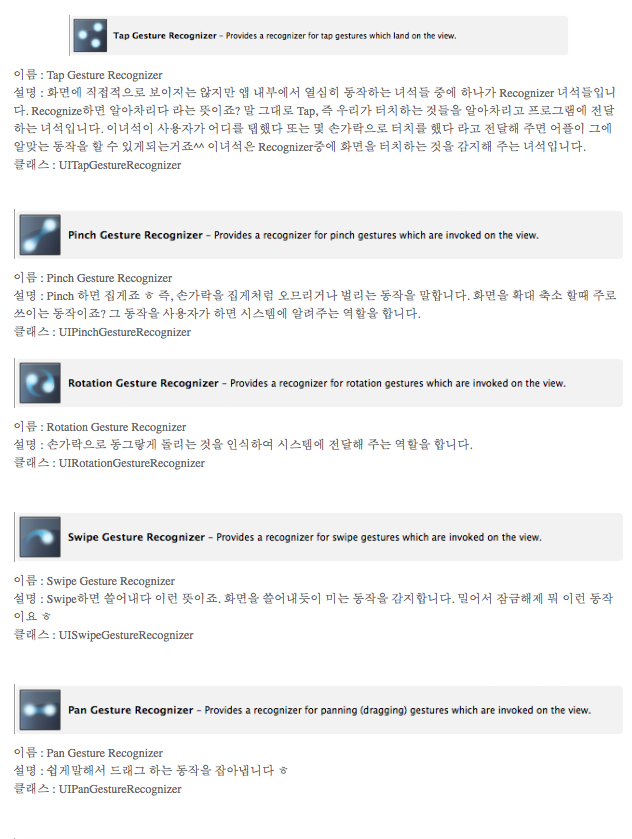 Tap Gesture Recognizer – Provides a recognizer for tap gestures which land on the view.
이름 : Tap Gesture Recognizer
설명 : 화면에 직접적으로 보이지는 않지만 앱 내부에서 열심히 동작하는 녀석들 중에 하나가 Recognizer 녀석들입니
다. Recognize하면 알아차리다 라는 뜻이죠? 말 그대로 Tap, 즉 우리가 터치하는 것들을 알아차리고 프로그램에 전달
하는 녀석입니다. 이녀석이 사용자가 어디를 탭했다 또는 몇 손가락으로 터치를 했다 라고 전달해 주면 어플이 그에
알맞는 동작을 할 수 있게되는거죠^^ 이녀석은 Recognizer중에 화면을 터치하는 것을 감지해 주는 녀석입니다.
클래스 : UITapGestureRecognizer
Pinch Gesture Recognizer – Provides a recognizer for pinch gestures which are invoked on the view.
이름 : Pinch Gesture Recognizer
설명 : Pinch 하면 집게죠 ㅎ 즉, 손가락을 집게처럼 오므리거나 벌리는 동작을 말합니다. 화면을 확대 축소 할때 주로
쓰이는 동작이죠? 그 동작을 사용자가 하면 시스템에 알려주는 역할을 합니다.
클래스 : UIPinchGestureRecognizer
Rotation Gesture Recognizer – Provides a recognizer for rotation gestures which are invoked on the view.
이름 : Rotation Gesture Recognizer
설명 : 손가락으로 동그랗게 돌리는 것을 인식하여 시스템에 전달해 주는 역할을 합니다.
클래스 : UIRotationGestureRecognizer
Swipe Gesture Recognizer – Provides a recognizer for swipe gestures which are invoked on the view.
이름 : Swipe Gesture Recognizer
설명 : Swipe하면 쓸어내다 이런 뜻이죠. 화면을 쓸어내듯이 미는 동작을 감지합니다. 밀어서 잠금해제 뭐 이런 동작
이요 ㅎ
클래스 : UISwipeGestureRecognizer
Pan Gesture Recognizer – Provides a recognizer for panning (dragging) gestures which are invoked on the view.
이름 : Pan Gesture Recognizer
설명 : 쉽게말해서 드래그 하는 동작을 잡아냅니다 ㅎ
클래스 : UIPanGestureRecognizer